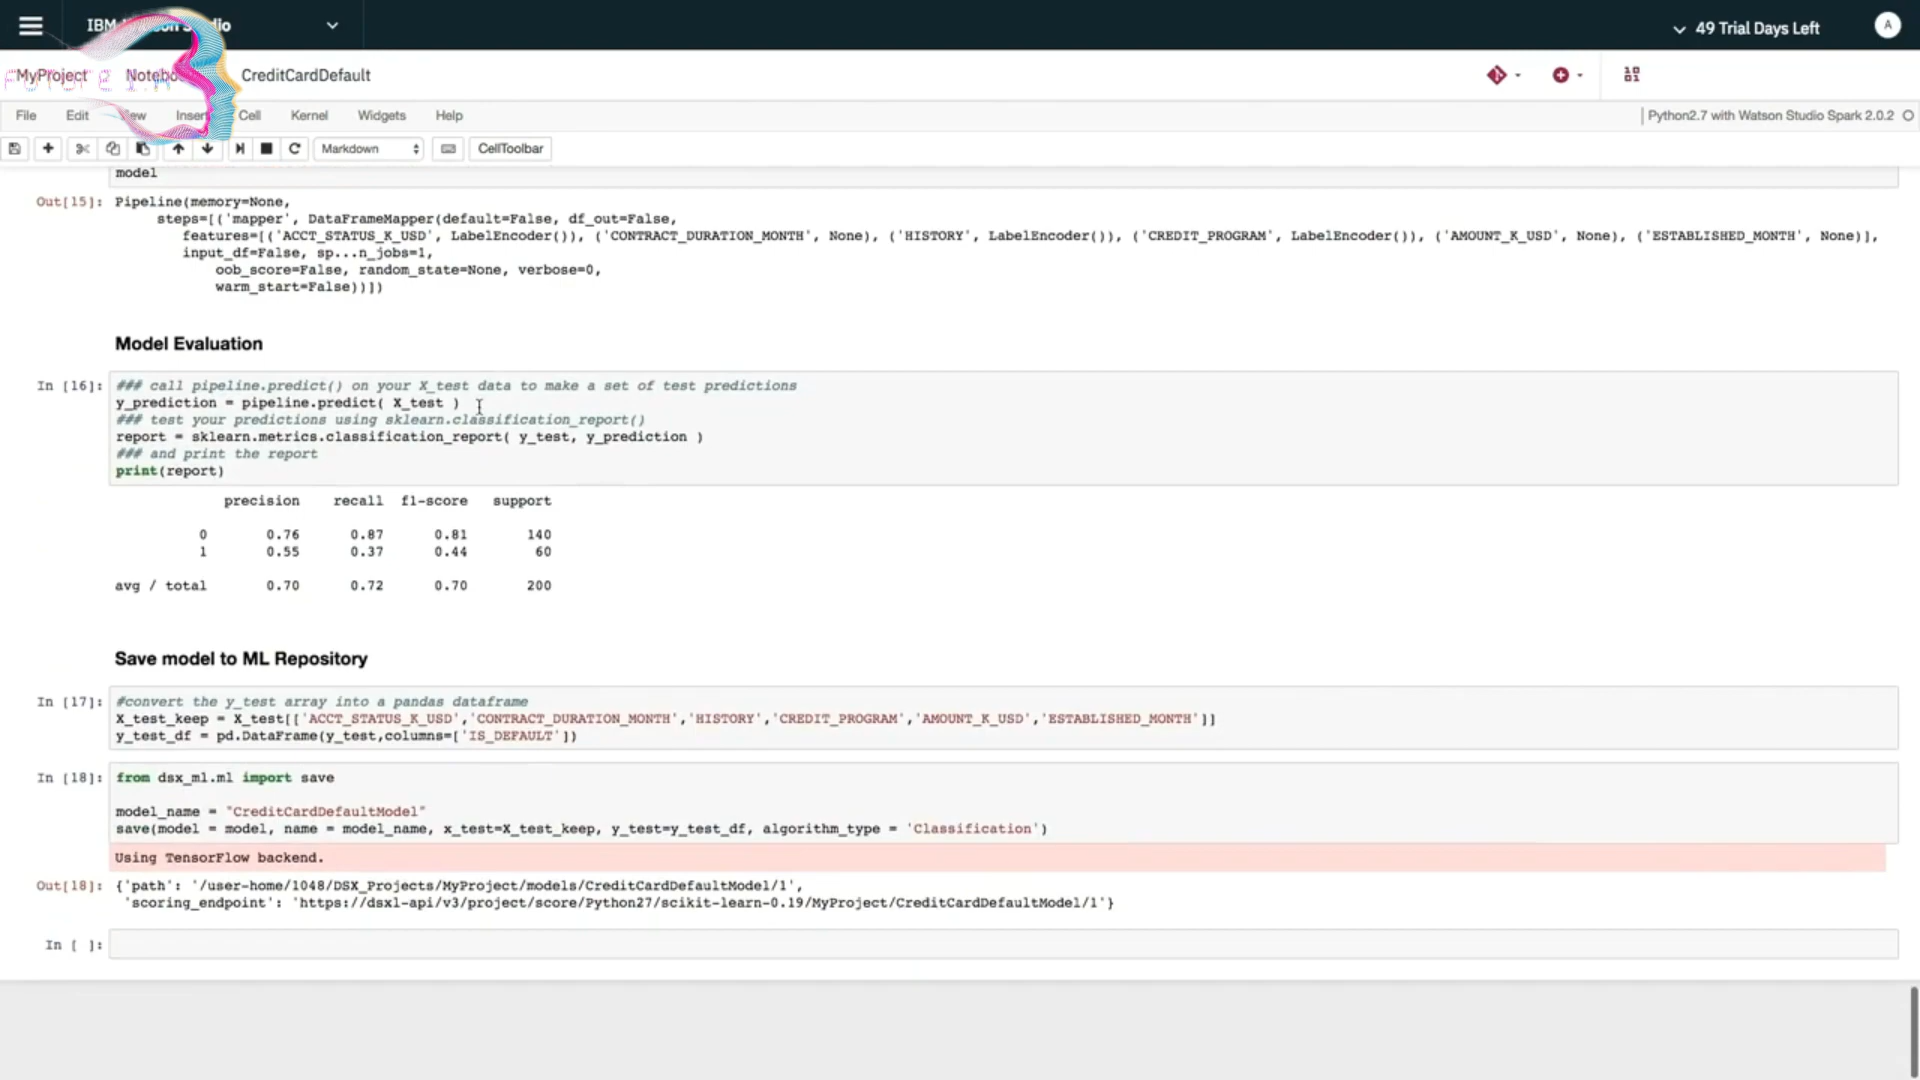 IBM
49 Trial Days Left
A
MyProject
CreditCardDefault
File Edit Insert Cell Kernel Widgets Help
Python2.7 with Watson Studio Spark 2.0.2
Markdown CellToolbar
model
Out[15]: Pipeline(memory=None,
steps=[('mapper', DataFrameMapper(default=False, df_out=False,
features=[('ACCT_STATUS_K_USD', LabelEncoder()), ('CONTRACT_DURATION_MONTH', None), ('HISTORY', LabelEncoder()), ('CREDIT_PROGRAM', LabelEncoder()), ('AMOUNT_K_USD', None), ('ESTABLISHED_MONTH', None)],
input_df=False, sp...n_jobs=1,
oob_score=False, random_state=None, verbose=0,
warm_start=False))])
Model Evaluation
In [16]: ### call pipeline.predict() on your X_test data to make a set of test predictions
y_prediction = pipeline.predict( X_test )
### test your predictions using sklearn.classification_report()
report = sklearn.metrics.classification_report( y_test, y_prediction )
### and print the report
print(report)
precision recall f1-score support
0 0.76 0.87 0.81 140
1 0.55 0.37 0.44 60
avg / total 0.70 0.72 0.70 200
Save model to ML Repository
In [17]: #convert the y_test array into a pandas dataframe
X_test_keep = X_test[['ACCT_STATUS_K_USD','CONTRACT_DURATION_MONTH','HISTORY','CREDIT_PROGRAM','AMOUNT_K_USD','ESTABLISHED_MONTH']]
y_test_df = pd.DataFrame(y_test,columns=['IS_DEFAULT'])
In [18]: from dsx_ml.ml import save
model_name = "CreditCardDefaultModel"
save(model = model, name = model_name, x_test=X_test_keep, y_test=y_test_df, algorithm_type = 'Classification')
Using TensorFlow backend.
Out[18]: {'path': '/user-home/1048/DSX_Projects/MyProject/models/CreditCardDefaultModel/1',
'scoring_endpoint': 'https://dsxl-api/v3/project/score/Python27/scikit-learn-0.19/MyProject/CreditCardDefaultModel/1'}
In [ ]: